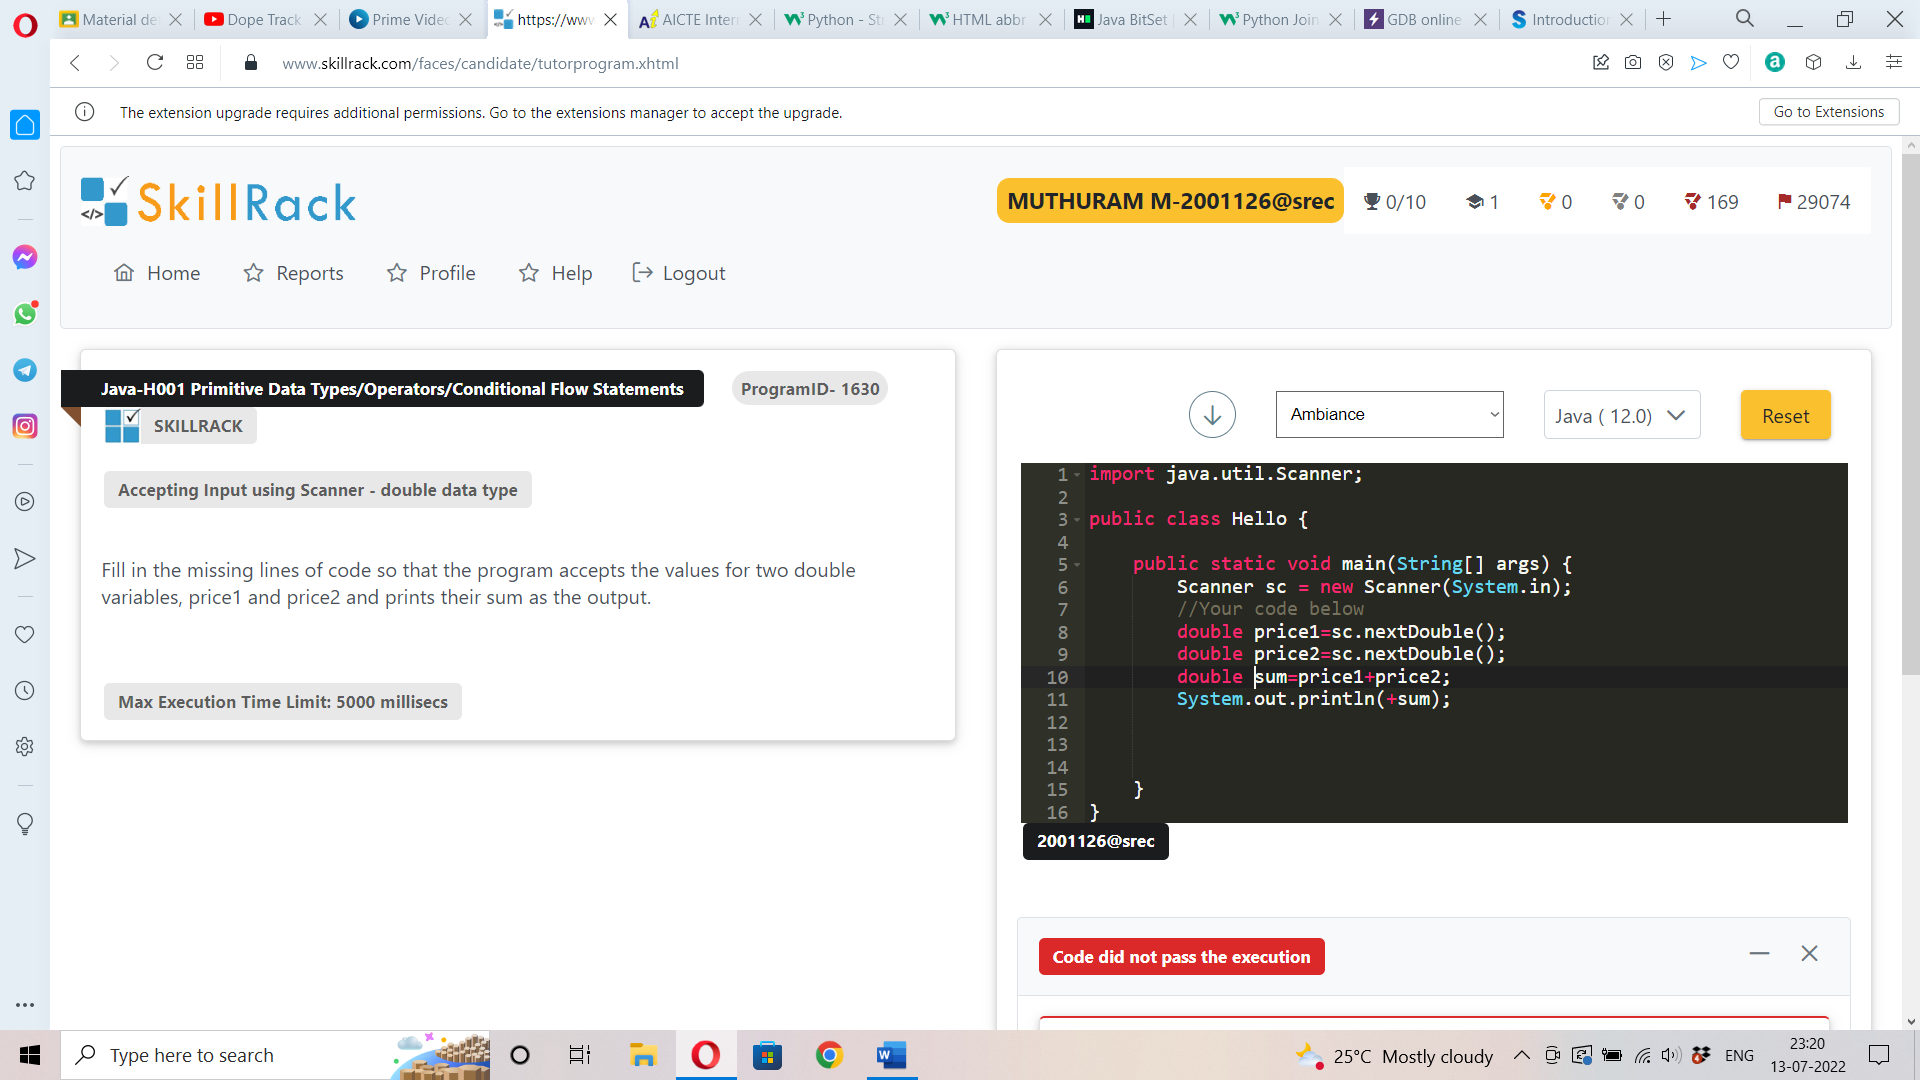 Material de
Dope Track
Prime Video
https://www
AICTE Inter
Python - St
HTML abbr
Java BitSet
Python Join
GDB online
Introduction
www.skillrack.com/faces/candidate/tutorprogram.xhtml
The extension upgrade requires additional permissions. Go to the extensions manager to accept the upgrade.
Go to Extensions
SkillRack
MUTHURAM M-2001126@srec
0/10
1
0
0
169
29074
Home
Reports
Profile
Help
Logout
Java-H001 Primitive Data Types/Operators/Conditional Flow Statements
ProgramID- 1630
SKILLRACK
Accepting Input using Scanner - double data type
Fill in the missing lines of code so that the program accepts the values for two double
variables, price1 and price2 and prints their sum as the output.
Max Execution Time Limit: 5000 millisecs
Ambiance
Java ( 12.0)
Reset
1 import java.util.Scanner;
2
3 public class Hello {
4
5 public static void main(String[] args) {
6 Scanner sc = new Scanner(System.in);
7 //Your code below
8 double price1=sc.nextDouble();
9 double price2=sc.nextDouble();
10 double sum=price1+price2;
11 System.out.println(+sum);
12
13
14
15 }
16 }
2001126@srec
Code did not pass the execution
Type here to search
25°C Mostly cloudy
ENG
23:20
13-07-2022